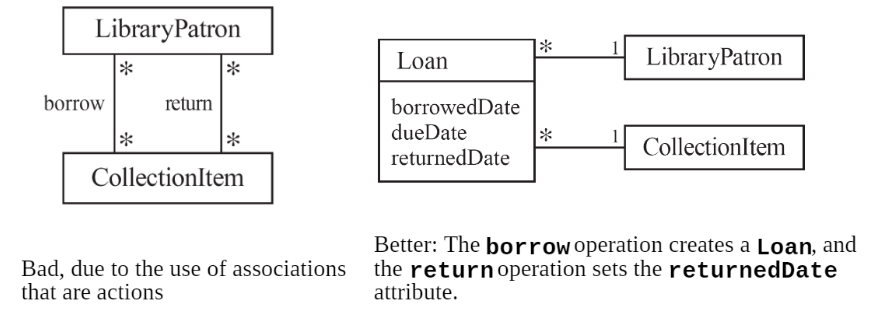 LibraryPatron
* *
borrow return
* *
CollectionItem
Bad, due to the use of associations
that are actions
Loan
borrowedDate
dueDate
returnedDate
* 1
LibraryPatron
* 1
CollectionItem
Better: The borrow operation creates a Loan, and
the return operation sets the returnedDate
attribute.